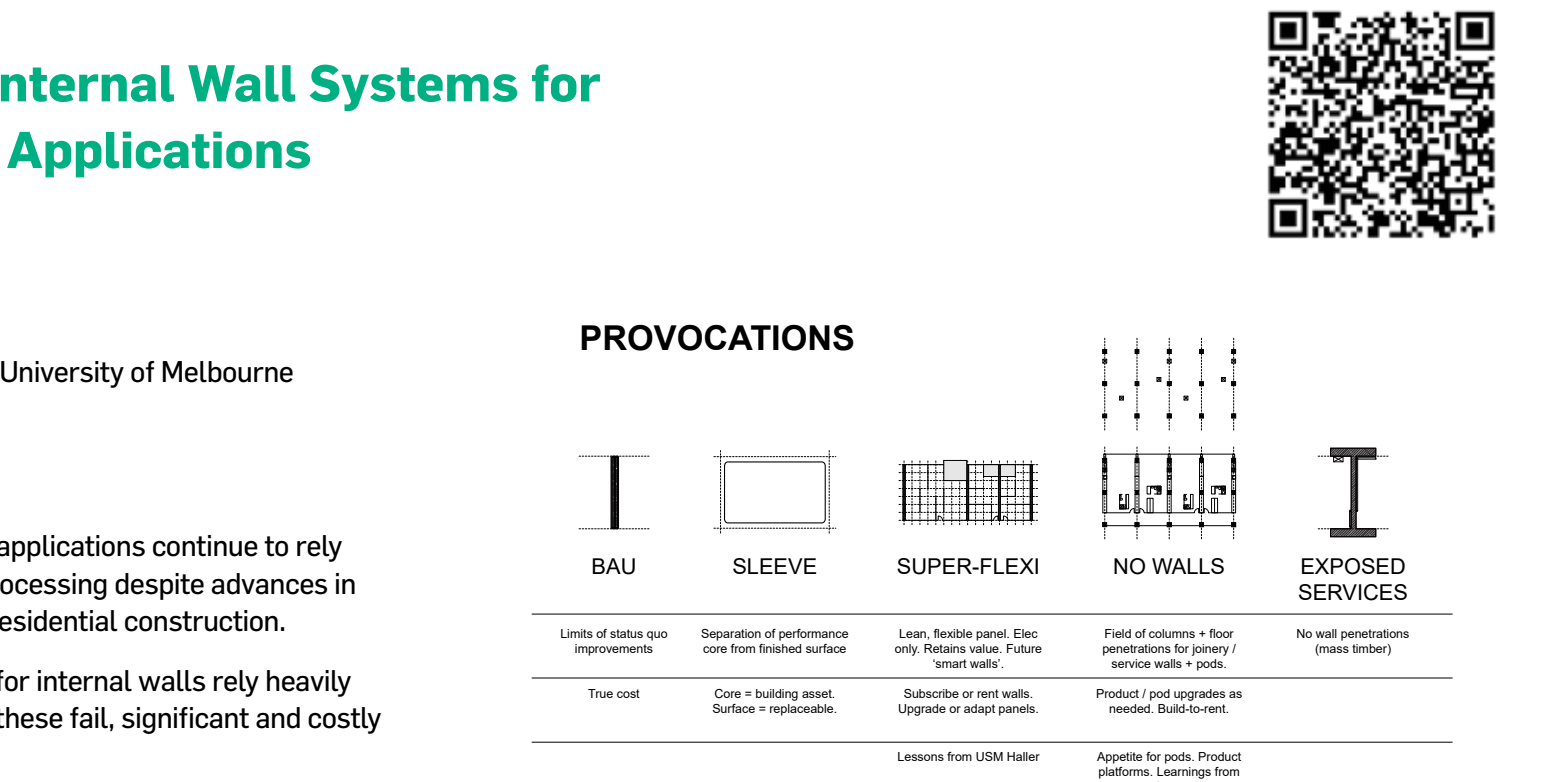 nternal Wall Systems for
Applications
University of Melbourne
applications continue to rely
ocessing despite advances in
esidential construction.
for internal walls rely heavily
these fail, significant and costly
PROVOCATIONS
BAU
SLEEVE
SUPER-FLEXI
NO WALLS
EXPOSED
SERVICES
Limits of status quo
improvements
Separation of performance
core from finished surface
Lean, flexible panel. Elec
only. Retains value. Future
‘smart walls’.
Field of columns + floor
penetrations for joinery /
service walls + pods.
No wall penetrations
(mass timber)
True cost
Core = building asset.
Surface = replaceable.
Subscribe or rent walls.
Upgrade or adapt panels.
Product / pod upgrades as
needed. Build-to-rent.
Lessons from USM Haller
Appetite for pods. Product
platforms. Learnings from